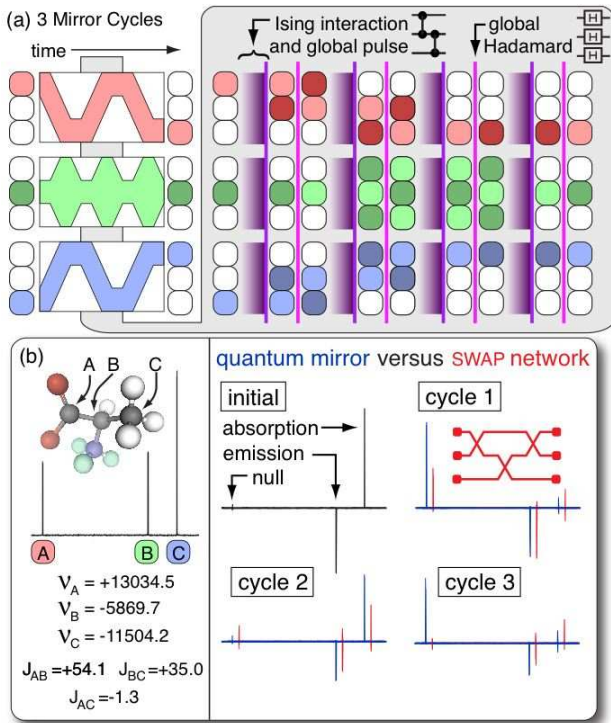 (a) 3 Mirror Cycles
time
Ising interaction
and global pulse
global
Hadamard
H
H
H
(b)
A B C
A B C
ν_A = +13034.5
ν_B = -5869.7
ν_C = -11504.2
J_AB=+54.1 J_BC=+35.0
J_AC=-1.3
quantum mirror versus SWAP network
initial
absorption
emission
null
cycle 1
cycle 2
cycle 3